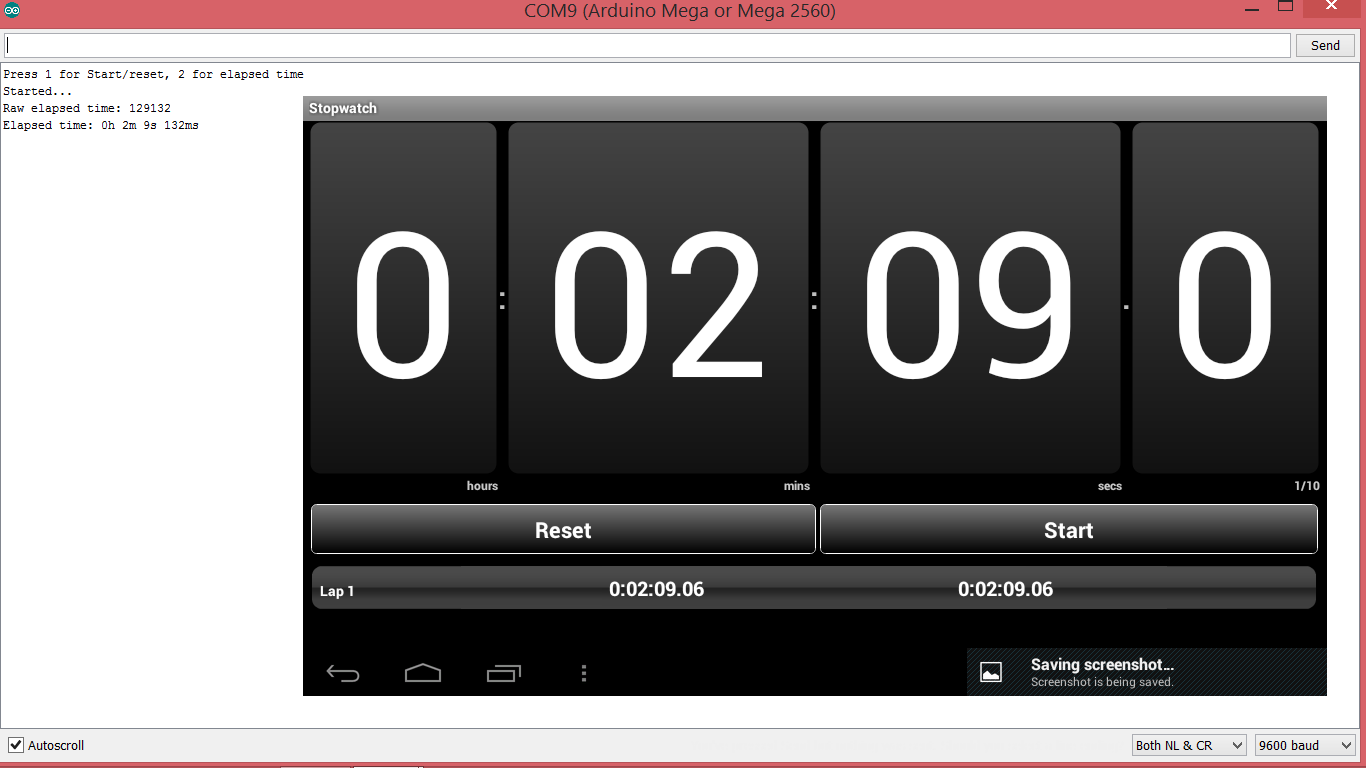 COM9 (Arduino Mega or Mega 2560)
Send
Press 1 for Start/reset, 2 for elapsed time
Started...
Raw elapsed time: 129132
Elapsed time: 0h 2m 9s 132ms
Stopwatch
0 : 02 : 09 . 0
hours mins secs 1/10
Reset Start
Lap 1 0:02:09.06 0:02:09.06
Saving screenshot...
Screenshot is being saved.
Autoscroll Both NL & CR 9600 baud